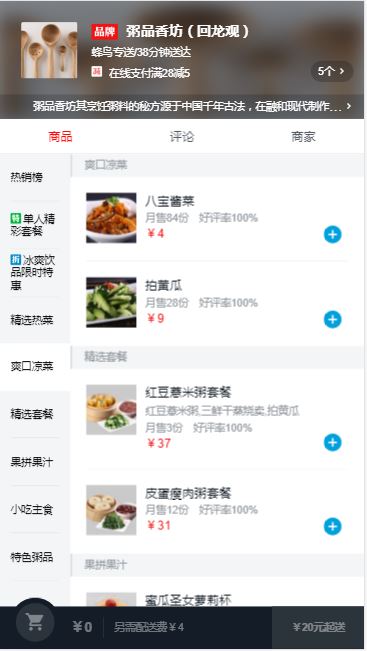 品牌 粥品香坊（回龙观）
蜂鸟专送/38分钟送达
减 在线支付满28减5
5个 >
粥品香坊其烹饪粥料的秘方源于中国千年古法，在融和现代制作... >
商品 评论 商家
热销榜
特 单人精
彩套餐
折 冰爽饮
品限时特
惠
精选热菜
爽口凉菜
精选套餐
果拼果汁
小吃主食
特色粥品
爽口凉菜
八宝酱菜
月售84份 好评率100%
￥4
拍黄瓜
月售28份 好评率100%
￥9
精选套餐
红豆薏米粥套餐
红豆薏米粥,三鲜干蒸烧卖,拍黄瓜
月售3份 好评率100%
￥37
皮蛋瘦肉粥套餐
月售12份 好评率100%
￥31
果拼果汁
蜜瓜圣女萝莉杯
￥0 另需配送费￥4 ￥20元起送